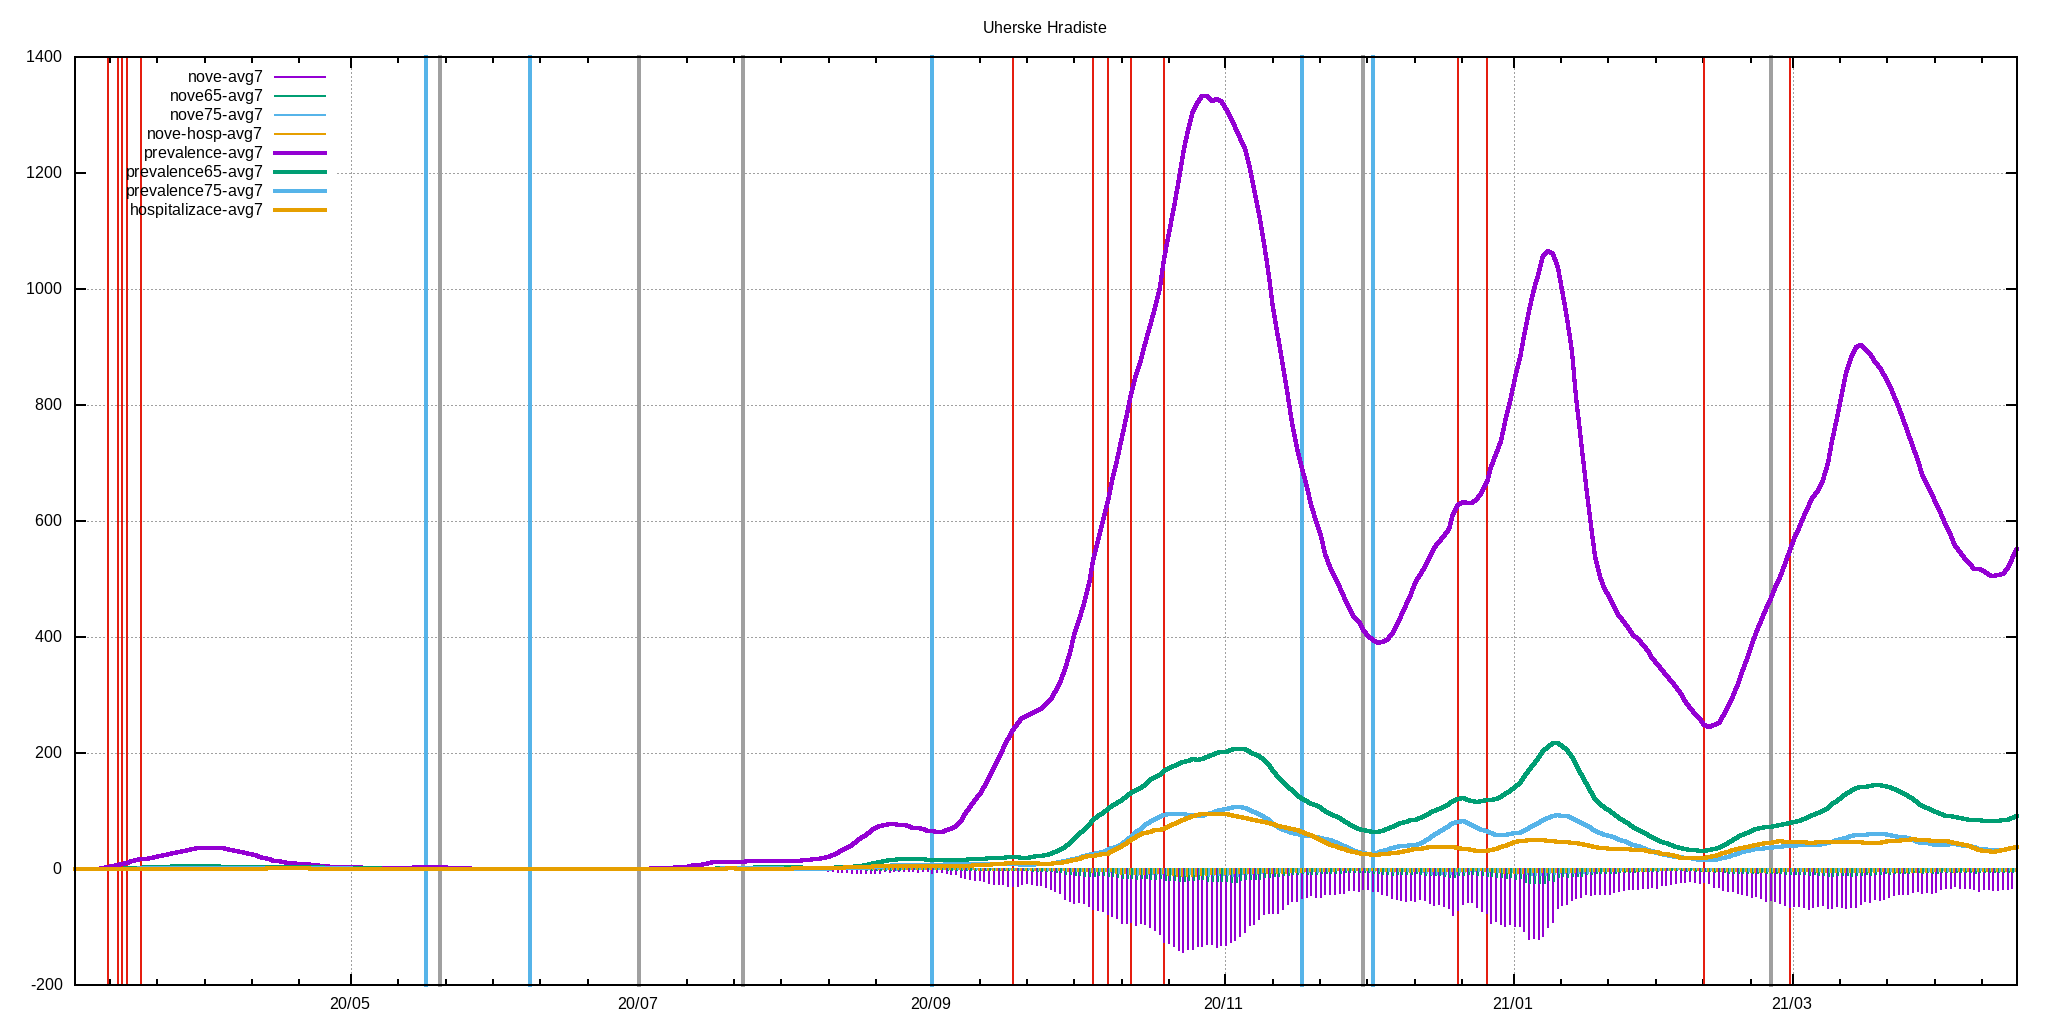 Uherske Hradiste
1400
1200
1000
800
600
400
200
0
-200
nove-avg7
nove65-avg7
nove75-avg7
nove-hosp-avg7
prevalence-avg7
prevalence65-avg7
prevalence75-avg7
hospitalizace-avg7
20/05 20/07 20/09 20/11 21/01 21/03